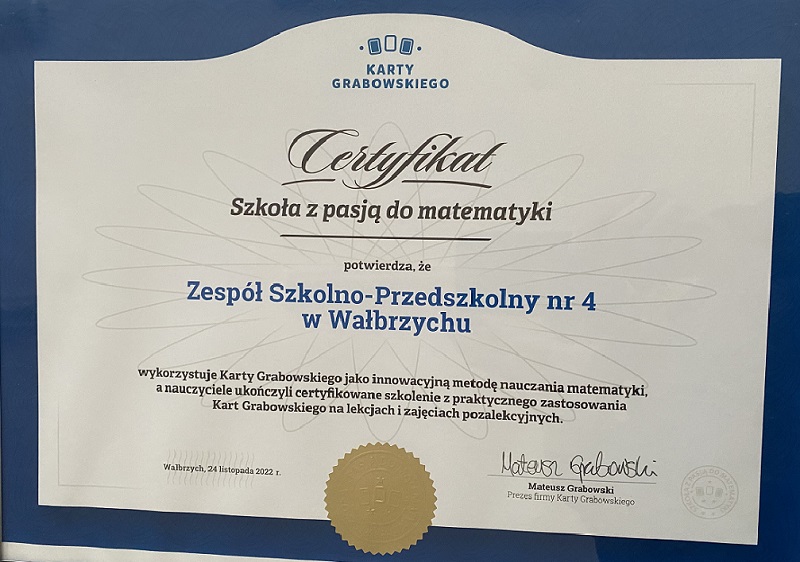 KARTY
GRABOWSKIEGO
Certyfikat
Szkoła z pasją do matematyki
potwierdza, że
Zespół Szkolno-Przedszkolny nr 4
w Wałbrzychu
wykorzystuje Karty Grabowskiego jako innowacyjną metodę nauczania matematyki,
a nauczyciele ukończyli certyfikowane szkolenie z praktycznego zastosowania
Kart Grabowskiego na lekcjach i zajęciach pozalekcyjnych.
Wałbrzych, 24 listopada 2022 r.
Mateusz Grabowski
Mateusz Grabowski
Prezes firmy Karty Grabowskiego